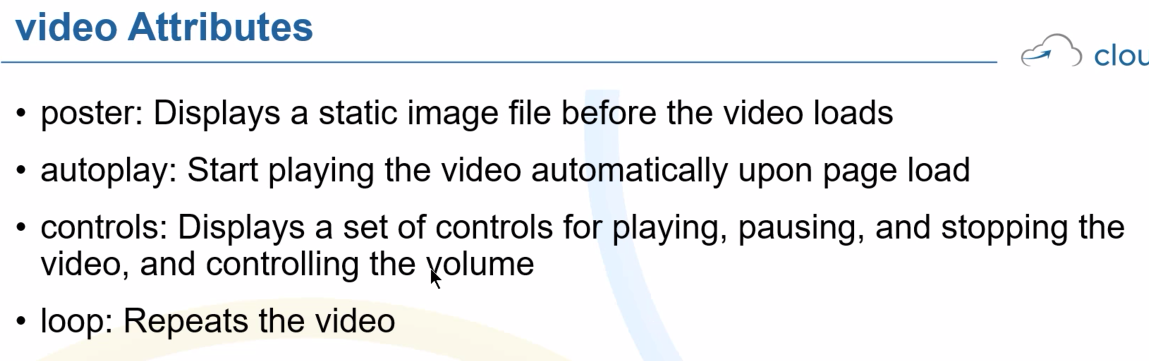 video Attributes
clou
• poster: Displays a static image file before the video loads
• autoplay: Start playing the video automatically upon page load
• controls: Displays a set of controls for playing, pausing, and stopping the
video, and controlling the volume
• loop: Repeats the video